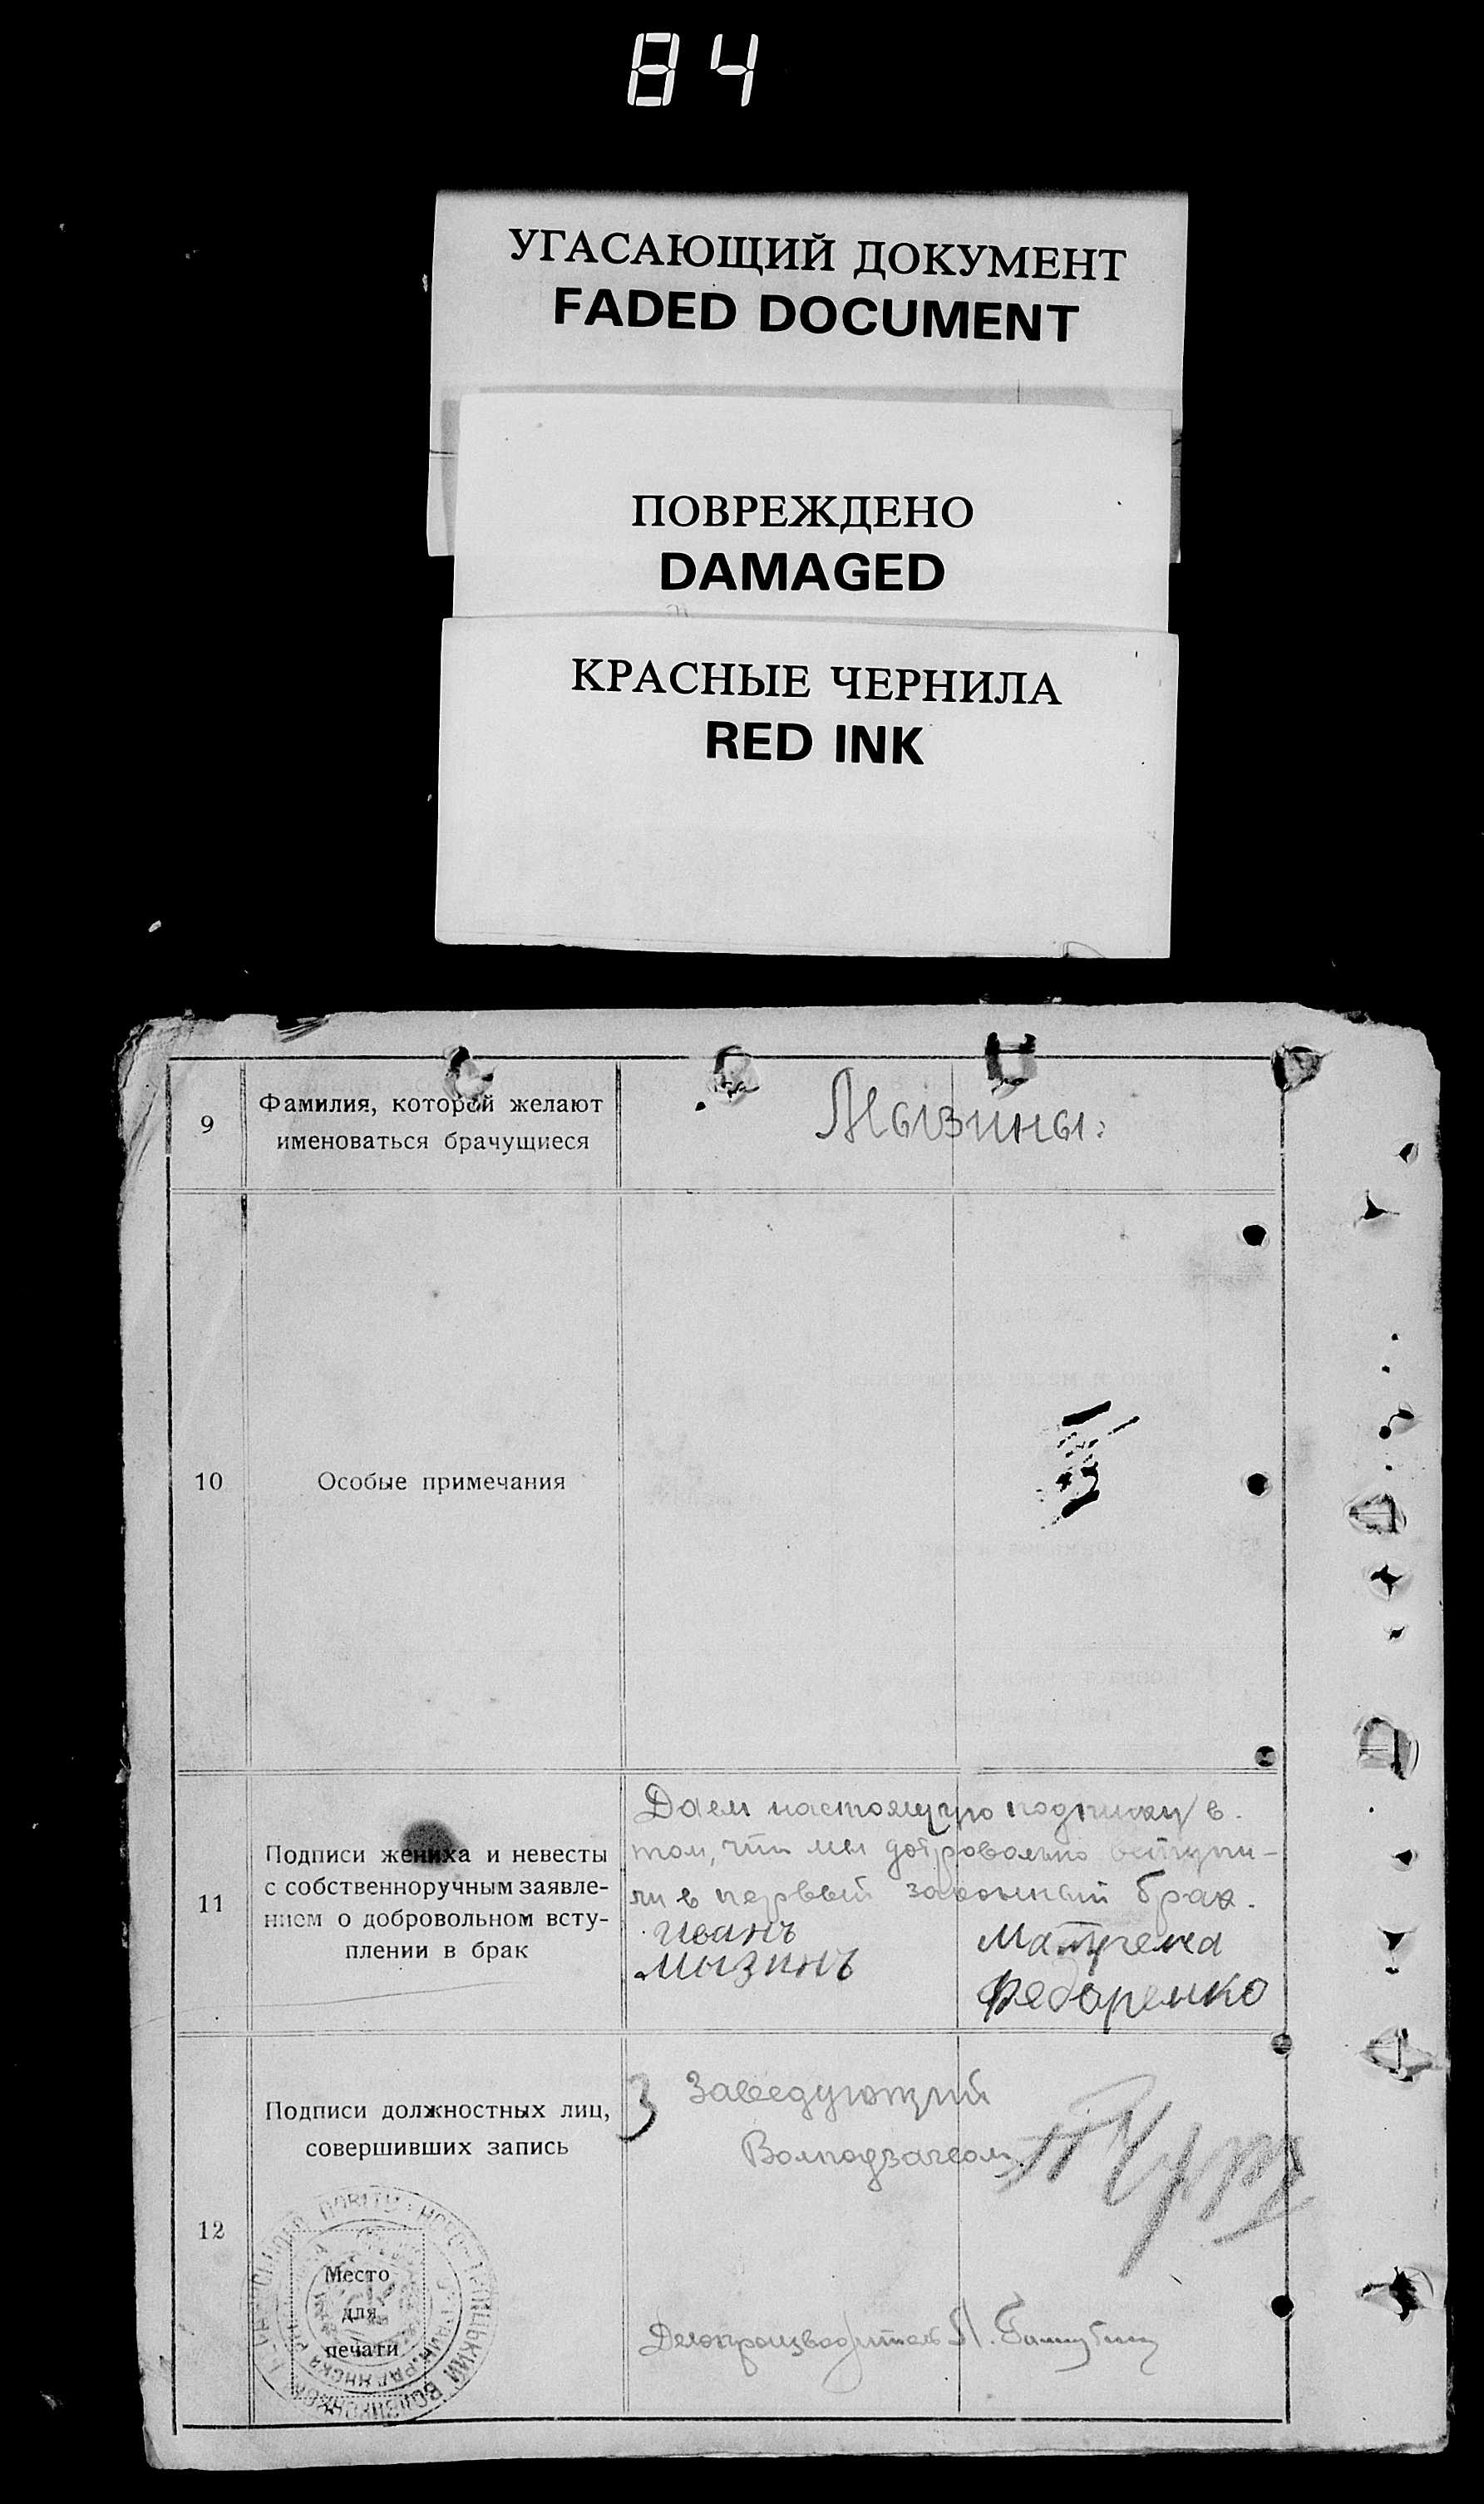 84
УГАСАЮЩИЙ ДОКУМЕНТ
FADED DOCUMENT
ПОВРЕЖДЕНО
DAMAGED
КРАСНЫЕ ЧЕРНИЛА
RED INK
9
Фамилия, которой желают
именоваться брачущиеся
Мызины.
10
Особые примечания
11
Подписи жениха и невесты
с собственноручным заявле-
нием о добровольном всту-
плении в брак
Даем настоящую подписку в
том, что мы добровольно вступи-
ли в первый законный брак.
Иванъ
Мызинъ
Матрена
Федаренко
12
Подписи должностных лиц,
совершивших запись
Место
для
печати
З Заведующий
Волподзагсом
Делопроизводитель